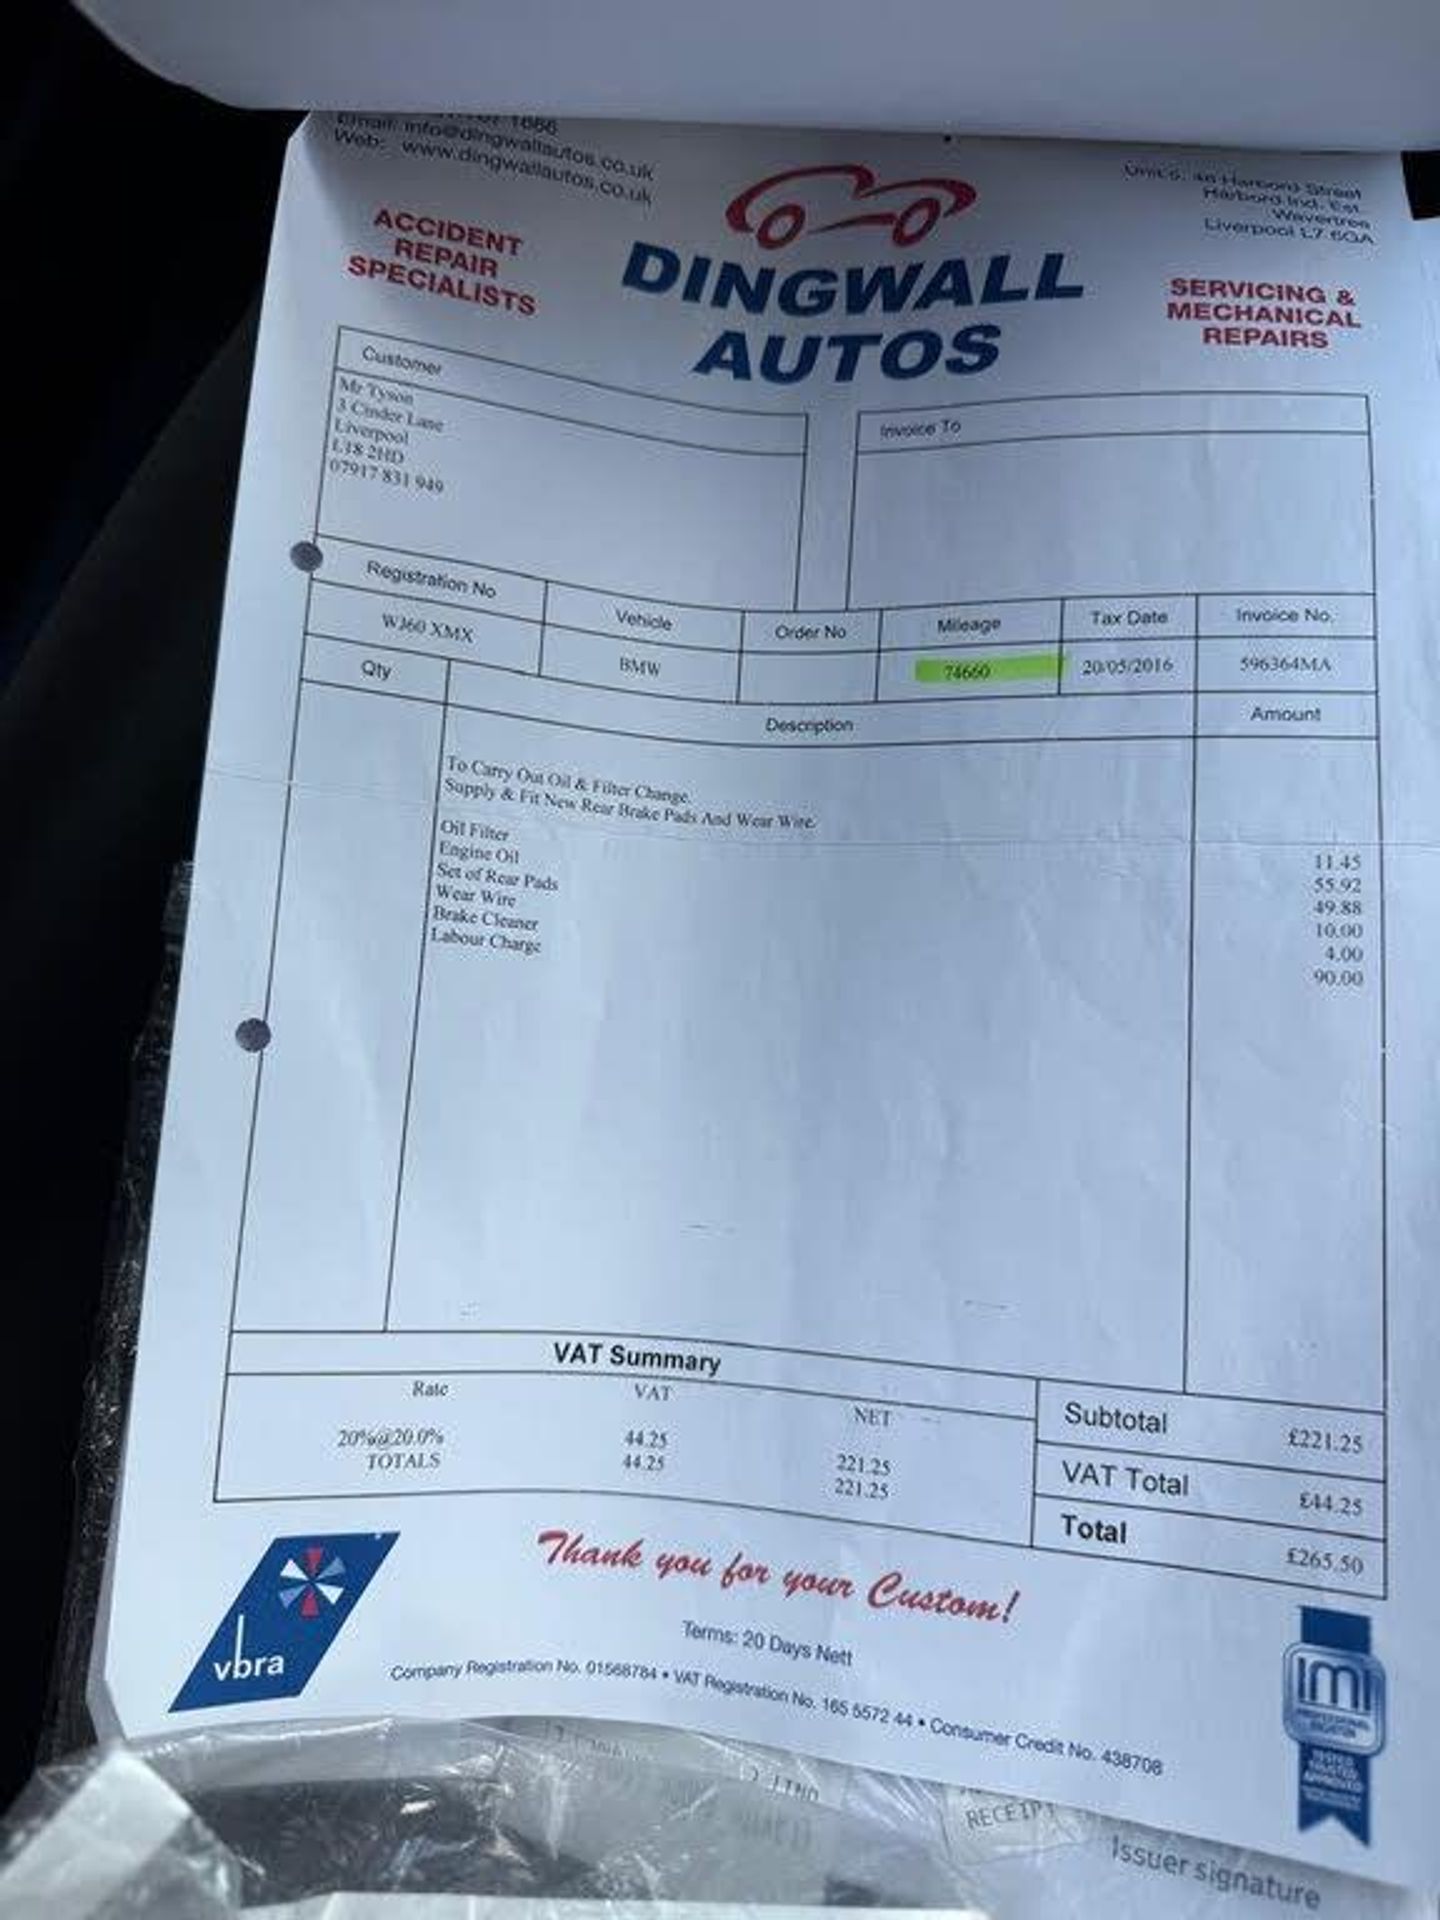 1666
Email: info@dingwallautos.co.uk
Web: www.dingwallautos.co.uk
Harbord Street
Harbord Ind. Est.
Wavertree
Liverpool L7
ACCIDENT
REPAIR
SPECIALISTS
DINGWALL
AUTOS
SERVICING &
MECHANICAL
REPAIRS
Customer
Mr Tyson
3 Cinder Lane
Liverpool
L18 2HD
07917 831 949
Invoice To
Registration No Vehicle Order No Mileage Tax Date Invoice No.
WJ60 XMX BMW 74660 20/05/2016 596364MA
Qty Description Amount
To Carry Out Oil & Filter Change.
Supply & Fit New Rear Brake Pads And Wear Wire.
Oil Filter 11.45
Engine Oil 55.92
Set of Rear Pads 49.88
Wear Wire 10.00
Brake Cleaner 4.00
Labour Charge 90.00
VAT Summary
Rate VAT NET
20%@20.0% 44.25 221.25
TOTALS 44.25 221.25
Subtotal £221.25
VAT Total £44.25
Total £265.50
vbra
Thank you for your Custom!
Terms: 20 Days Nett
Company Registration No. 01568784 • VAT Registration No. 165 5572 44 • Consumer Credit No. 438708
IMI
RECEIPT
Issuer signature